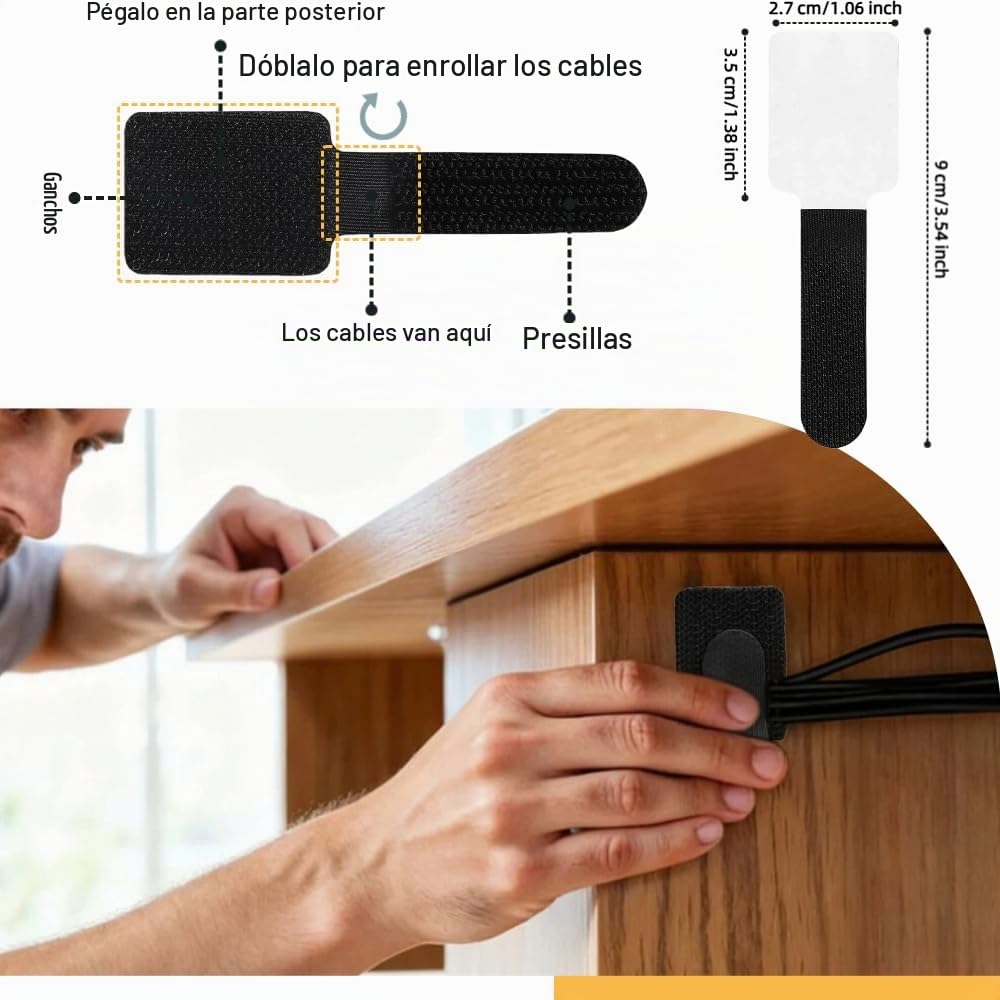 Pégalo en la parte posterior
Dóblalo para enrollar los cables
Ganchos
Los cables van aquí
Presillas
2.7 cm/1.06 inch
3.5 cm/1.38 inch
9 cm/3.54 inch